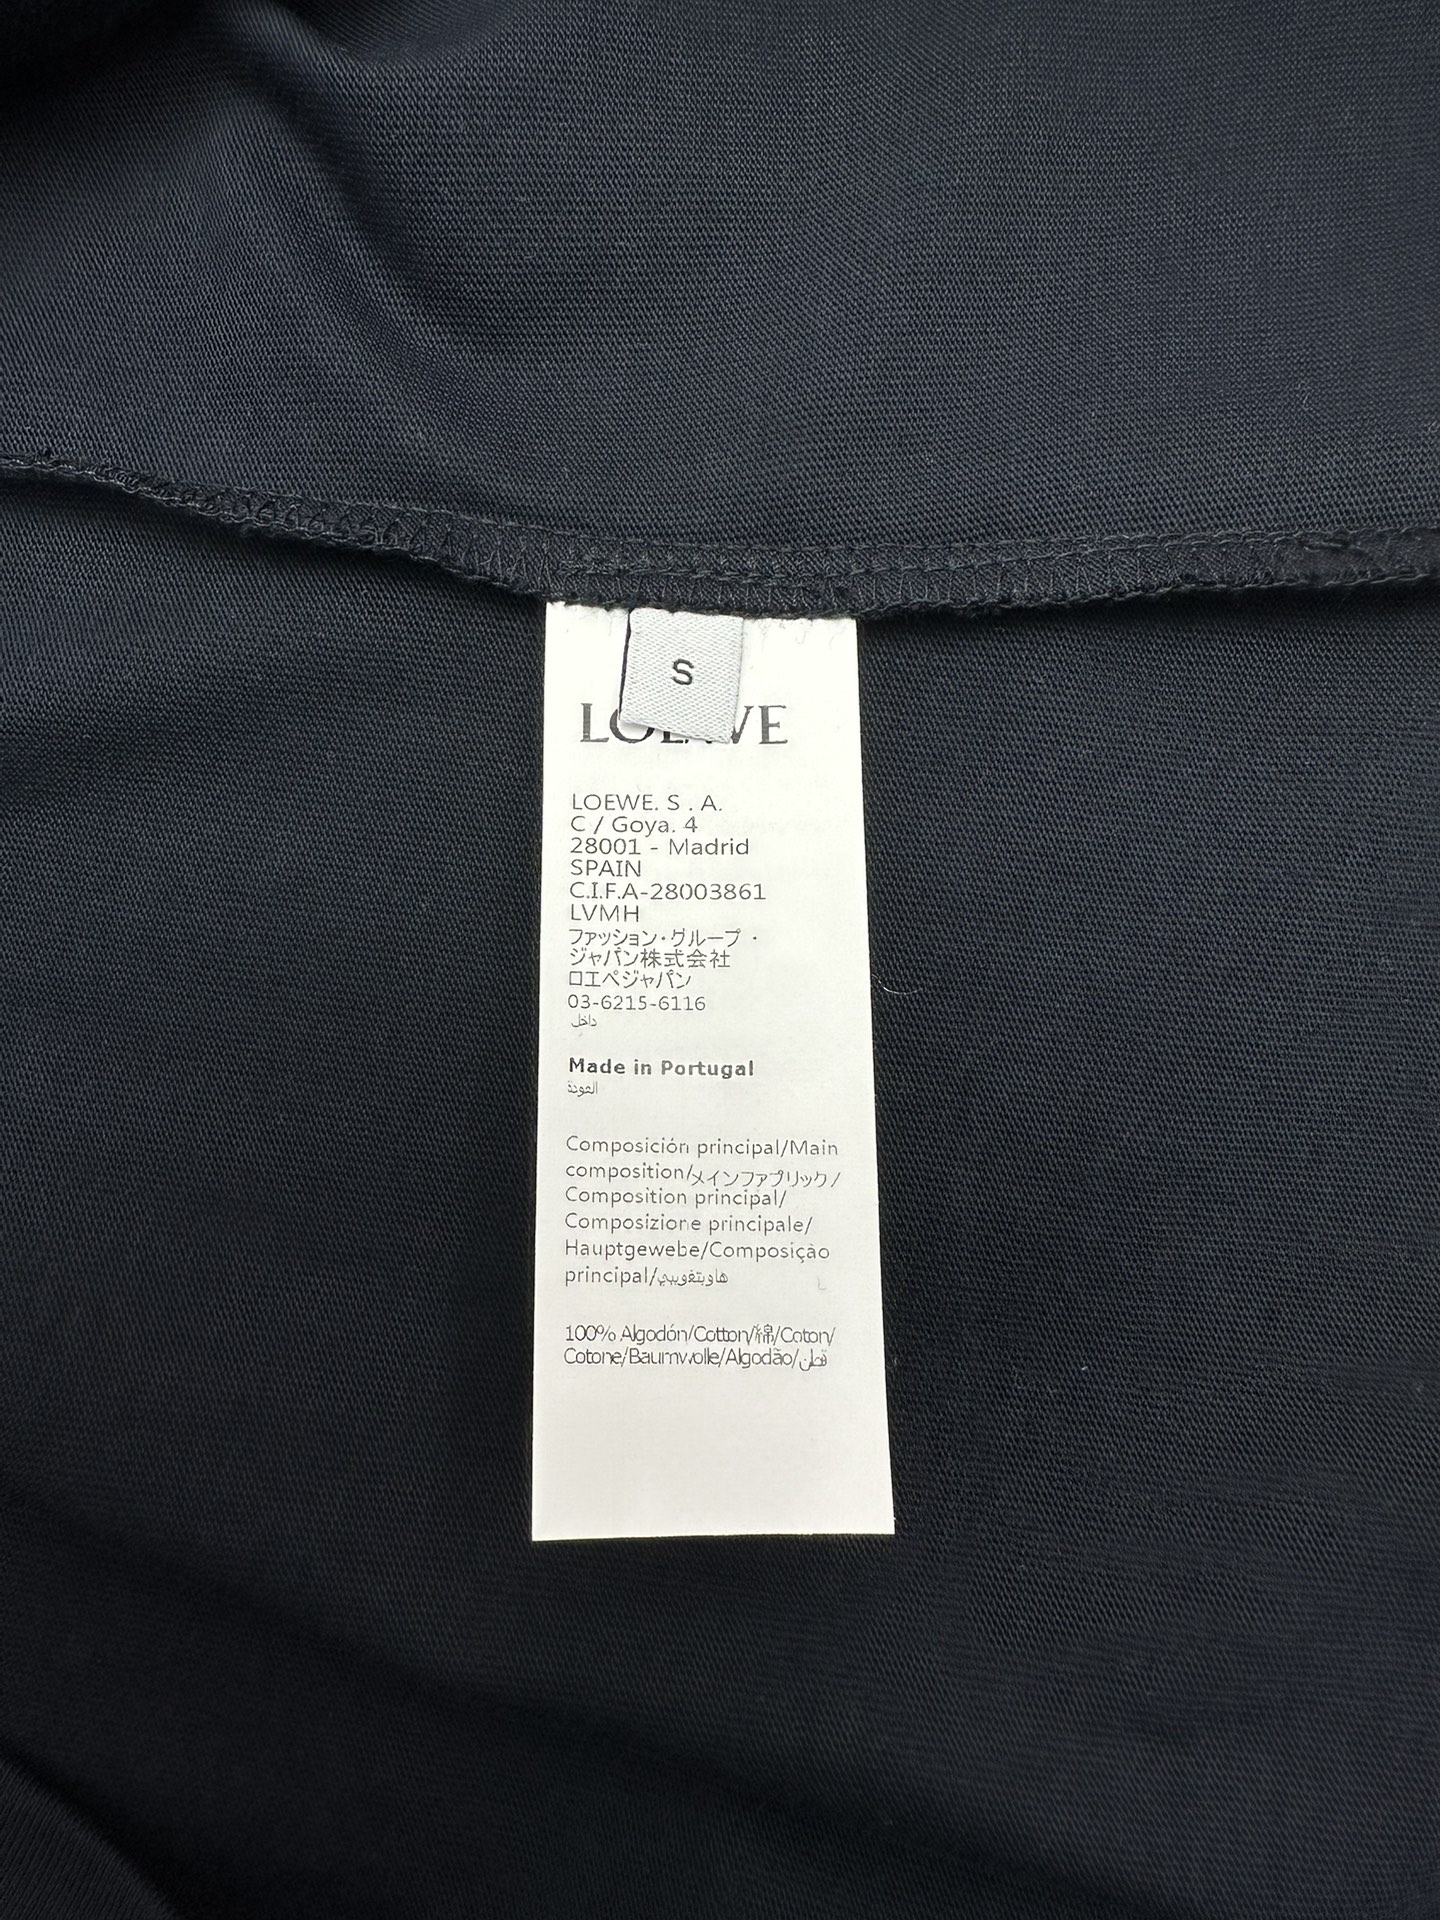 S
LOEWE
LOEWE. S . A.
C / Goya. 4
28001 - Madrid
SPAIN
C.I.F.A-28003861
LVMH
ファッション・グループ・
ジャパン株式会社
ロエベジャパン
03-6215-6116
داخل
Made in Portugal
العودة
Composición principal/Main
composition/メインファブリック/
Composition principal/
Composizione principale/
Hauptgewebe/Composição
principal/هاوبتغويبي
100% Algodón/Cotton/綿/Coton/
Cotone/Baumwolle/Algodão/قطن